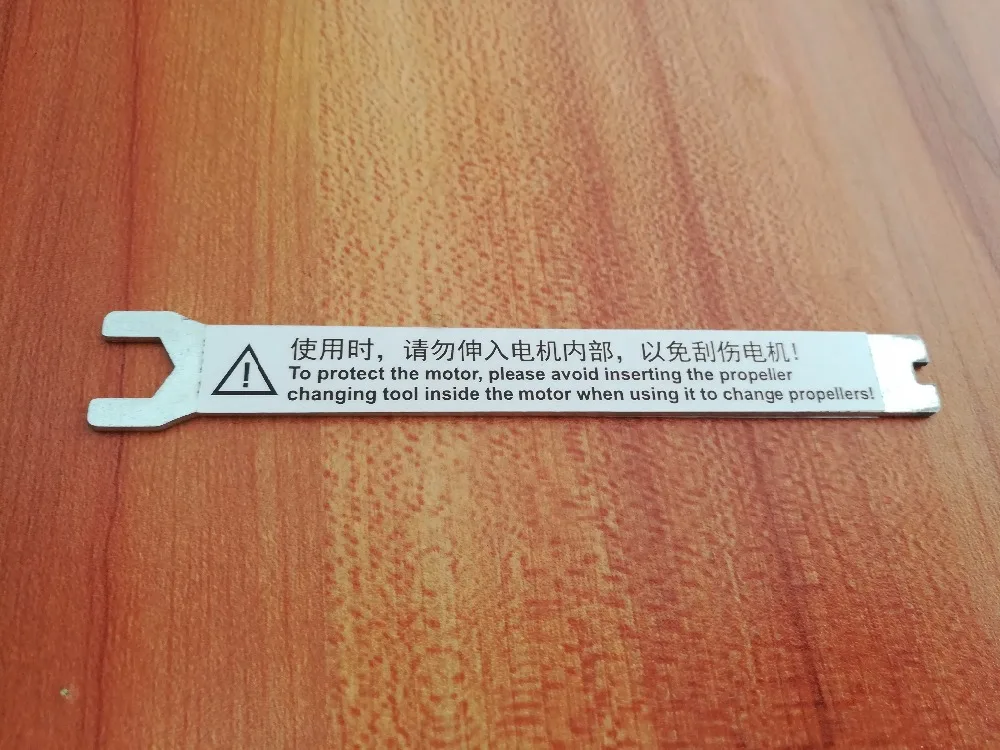 使用时，请勿伸入电机内部，以免刮伤电机！
To protect the motor, please avoid inserting the propeller
changing tool inside the motor when using it to change propellers!